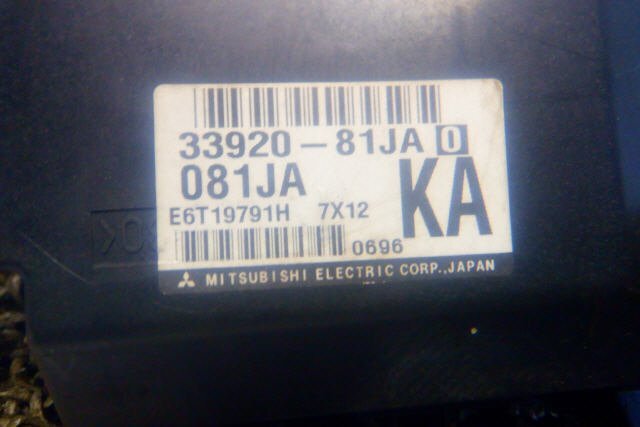 33920-81JA 0
081JA
KA
E6T19791H 7X12
0696
MITSUBISHI ELECTRIC CORP., JAPAN